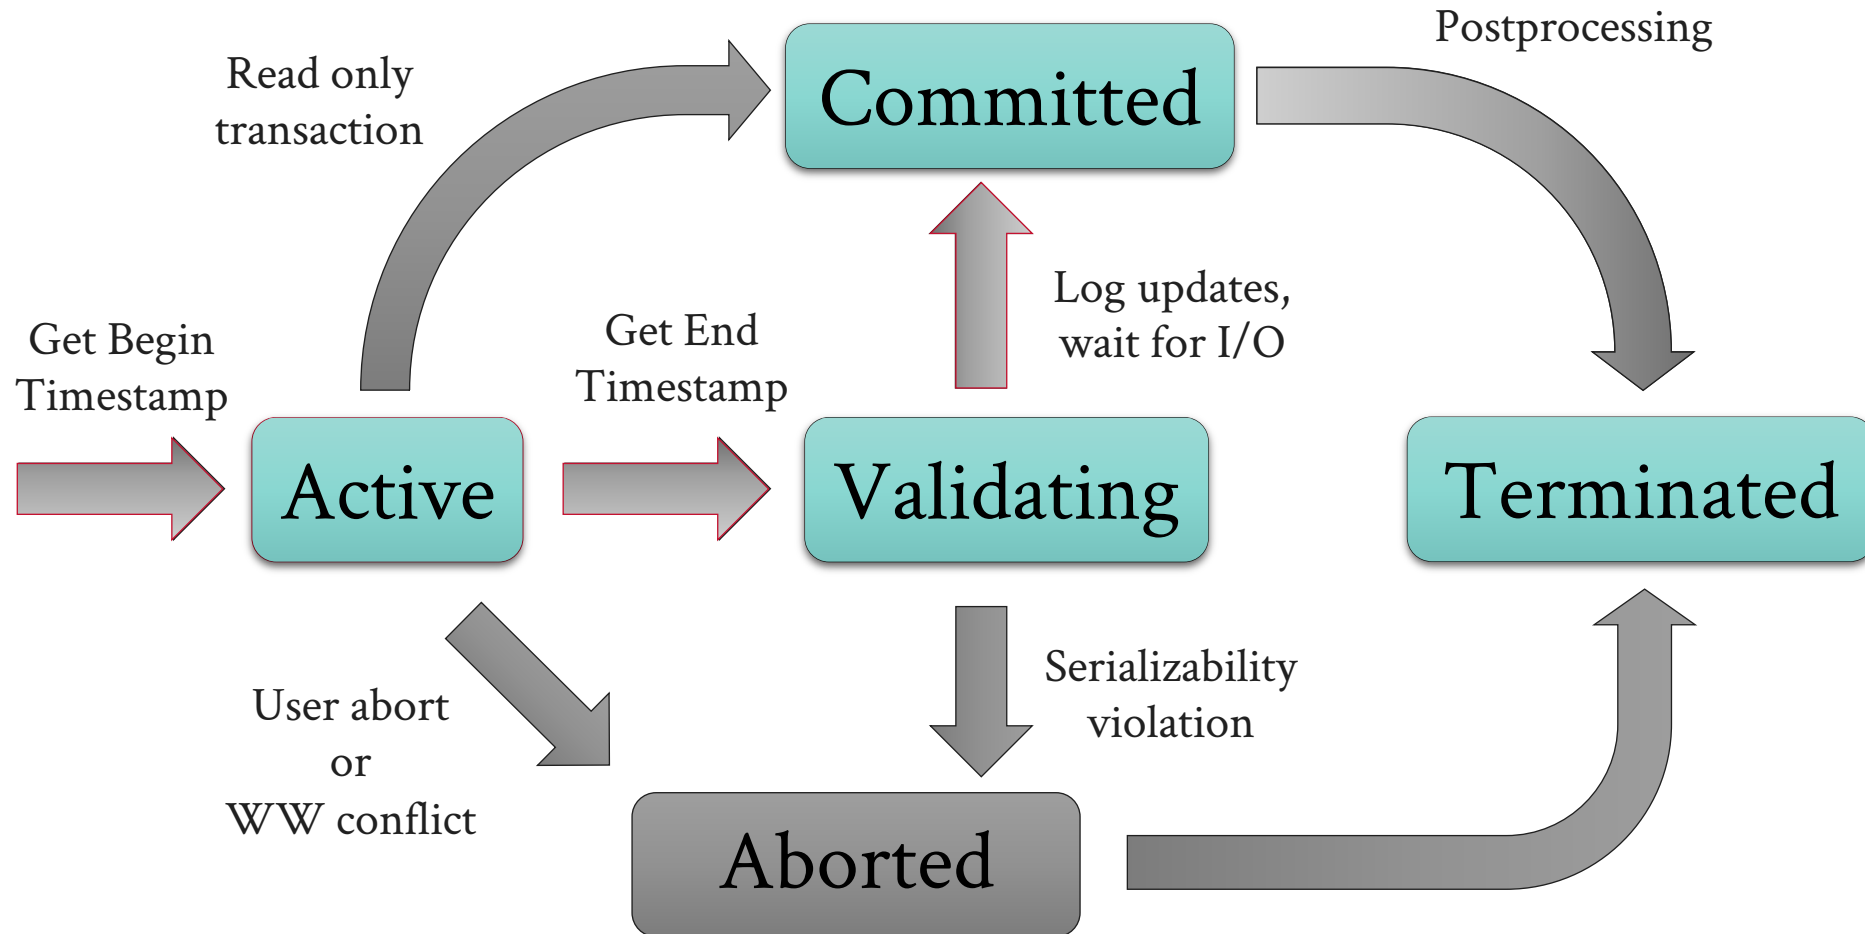 Postprocessing
Read only
transaction
Committed
Log updates,
wait for I/O
Get Begin
Timestamp
Get End
Timestamp
Active
Validating
Terminated
User abort
or
WW conflict
Serializability
violation
Aborted